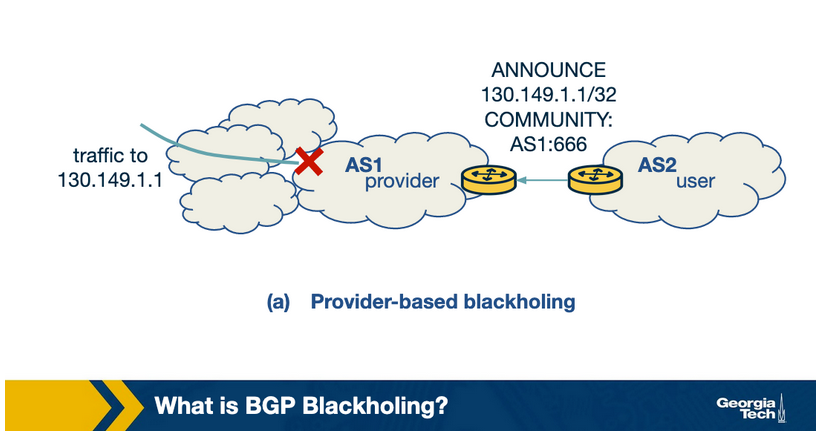 ANNOUNCE
130.149.1.1/32
COMMUNITY:
AS1:666
traffic to
130.149.1.1
AS1
provider
AS2
user
(a) Provider-based blackholing
What is BGP Blackholing?
Georgia
Tech